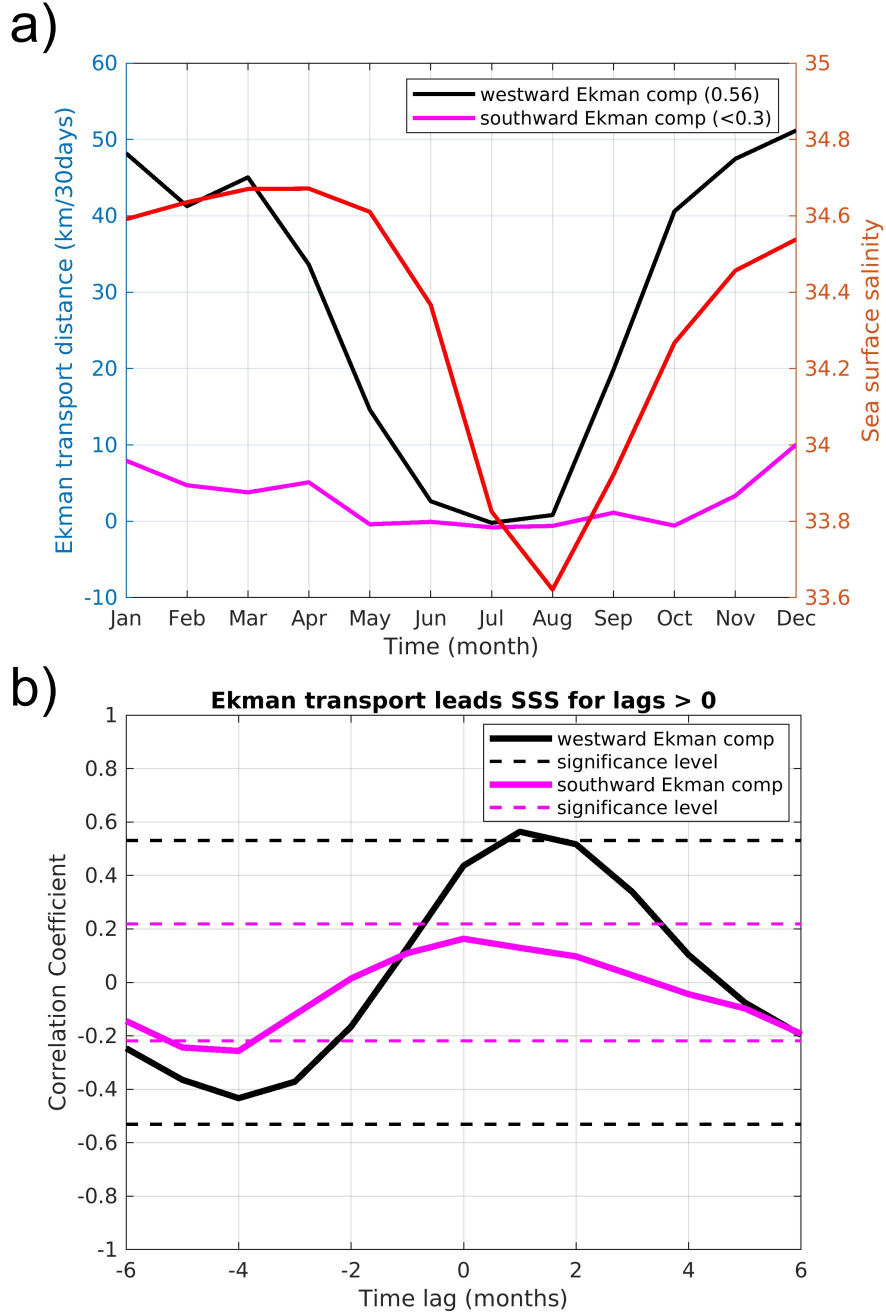 a)
60
50
40
30
20
10
0
-10
Ekman transport distance (km/30days)
westward Ekman comp (0.56)
southward Ekman comp (<0.3)
35
34.8
34.6
34.4
34.2
34
33.8
33.6
Sea surface salinity
Jan Feb Mar Apr May Jun Jul Aug Sep Oct Nov Dec
Time (month)
b)
Ekman transport leads SSS for lags > 0
1
0.8
0.6
0.4
0.2
0
-0.2
-0.4
-0.6
-0.8
-1
Correlation Coefficient
westward Ekman comp
significance level
southward Ekman comp
significance level
-6 -4 -2 0 2 4 6
Time lag (months)